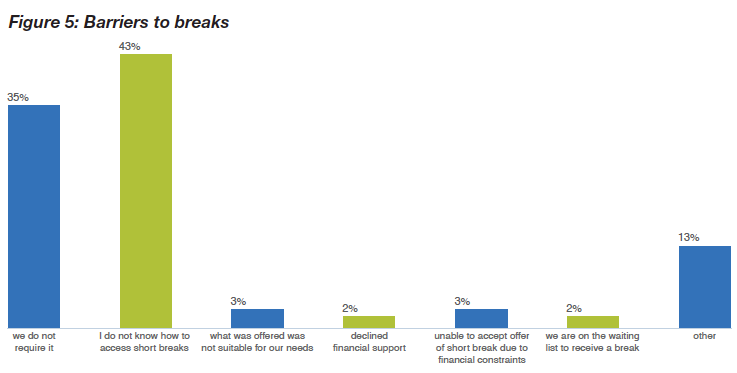 Figure 5: Barriers to breaks
43%
35%
3%
2%
3%
2%
13%
we do not
require it
I do not know how to
access short breaks
what was offered was
not suitable for our needs
declined
financial support
unable to accept offer
of short break due to
financial constraints
we are on the waiting
list to receive a break
other